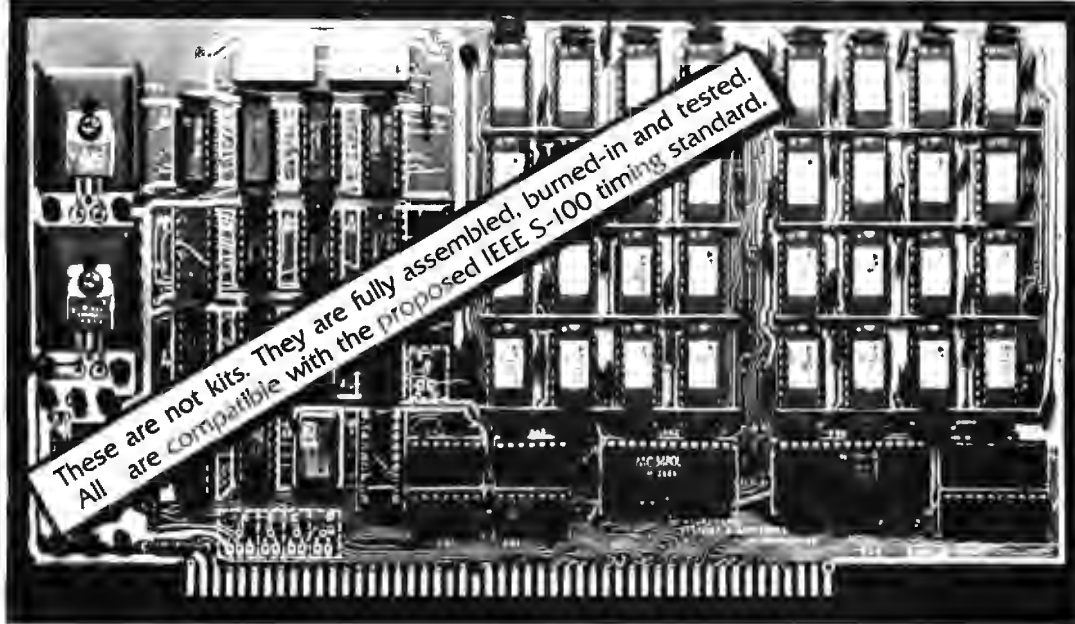 These are not kits. They are fully assembled, burned-in and tested.
All are compatible with the proposed IEEE S-100 timing standard.